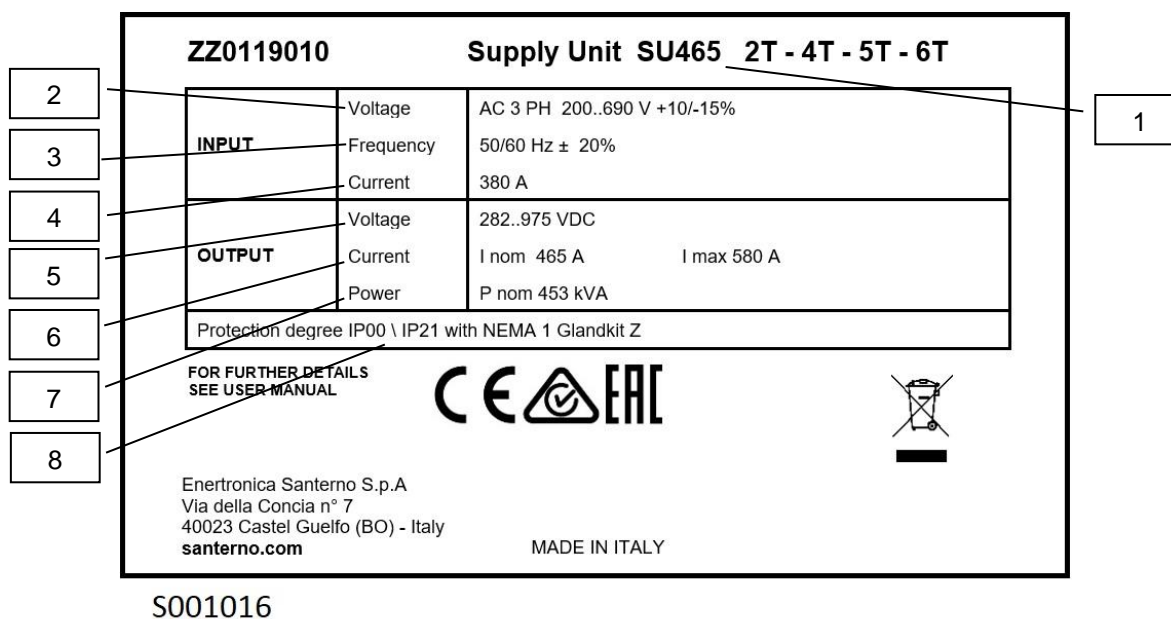 ZZ0119010 Supply Unit SU465 2T - 4T - 5T - 6T
2
1
Voltage AC 3 PH 200..690 V +10/-15%
INPUT Frequency 50/60 Hz ± 20%
3
Current 380 A
4
Voltage 282..975 VDC
5
OUTPUT Current I nom 465 A I max 580 A
Power P nom 453 kVA
6
Protection degree IP00 \ IP21 with NEMA 1 Glandkit Z
FOR FURTHER DETAILS
SEE USER MANUAL
7
CE EAC
8
Enertronica Santerno S.p.A
Via della Concia n° 7
40023 Castel Guelfo (BO) - Italy
santerno.com MADE IN ITALY
S001016